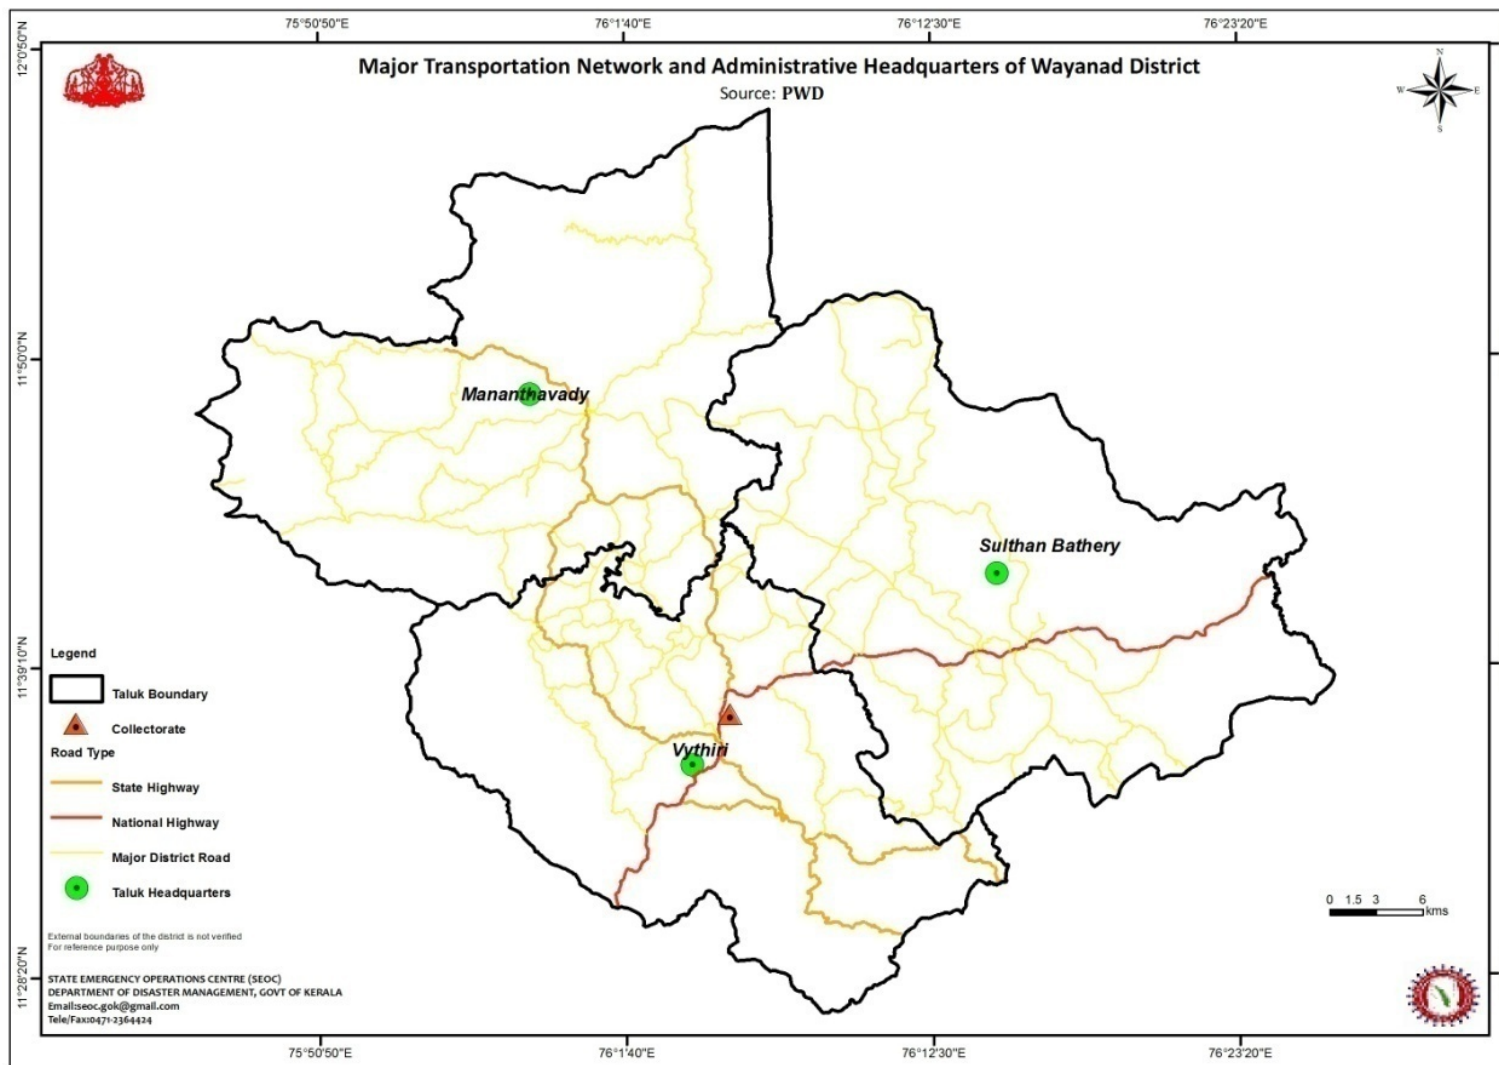 75°50'50"E
76°1'40"E
76°12'30"E
76°23'20"E
12°0'50"N
Major Transportation Network and Administrative Headquarters of Wayanad District
Source: PWD
N
W
E
S
11°50'0"N
Mananthavady
Sulthan Bathery
11°39'10"N
Vythiri
Legend
Taluk Boundary
Collectorate
Road Type
State Highway
National Highway
Major District Road
Taluk Headquarters
0 1.5 3 6
kms
External boundaries of the district is not verified
For reference purpose only
11°28'20"N
STATE EMERGENCY OPERATIONS CENTRE (SEOC)
DEPARTMENT OF DISASTER MANAGEMENT, GOVT OF KERALA
Email:seoc.gok@gmail.com
Tele/Fax:0471-2364424
75°50'50"E
76°1'40"E
76°12'30"E
76°23'20"E